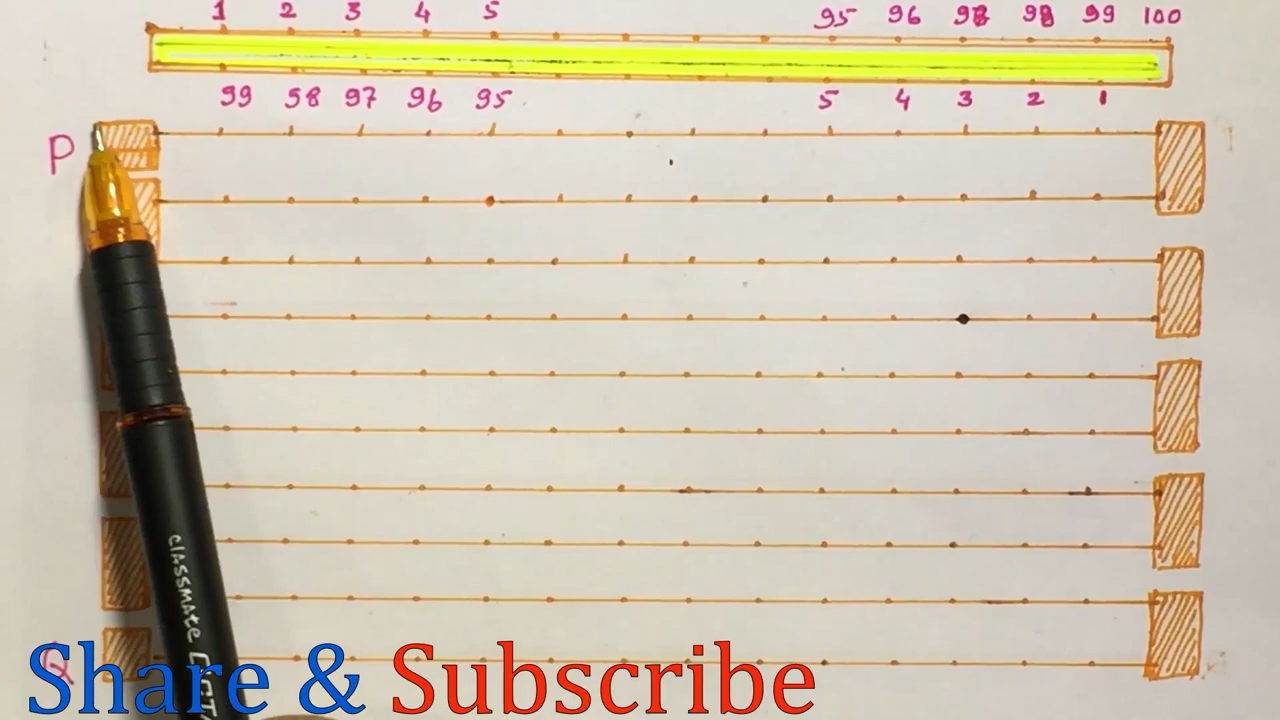 1 2 3 4 5 95 96 98 99 100
99 98 97 96 95 5 4 3 2 1
P
classmate OCTA
Q
Share & Subscribe